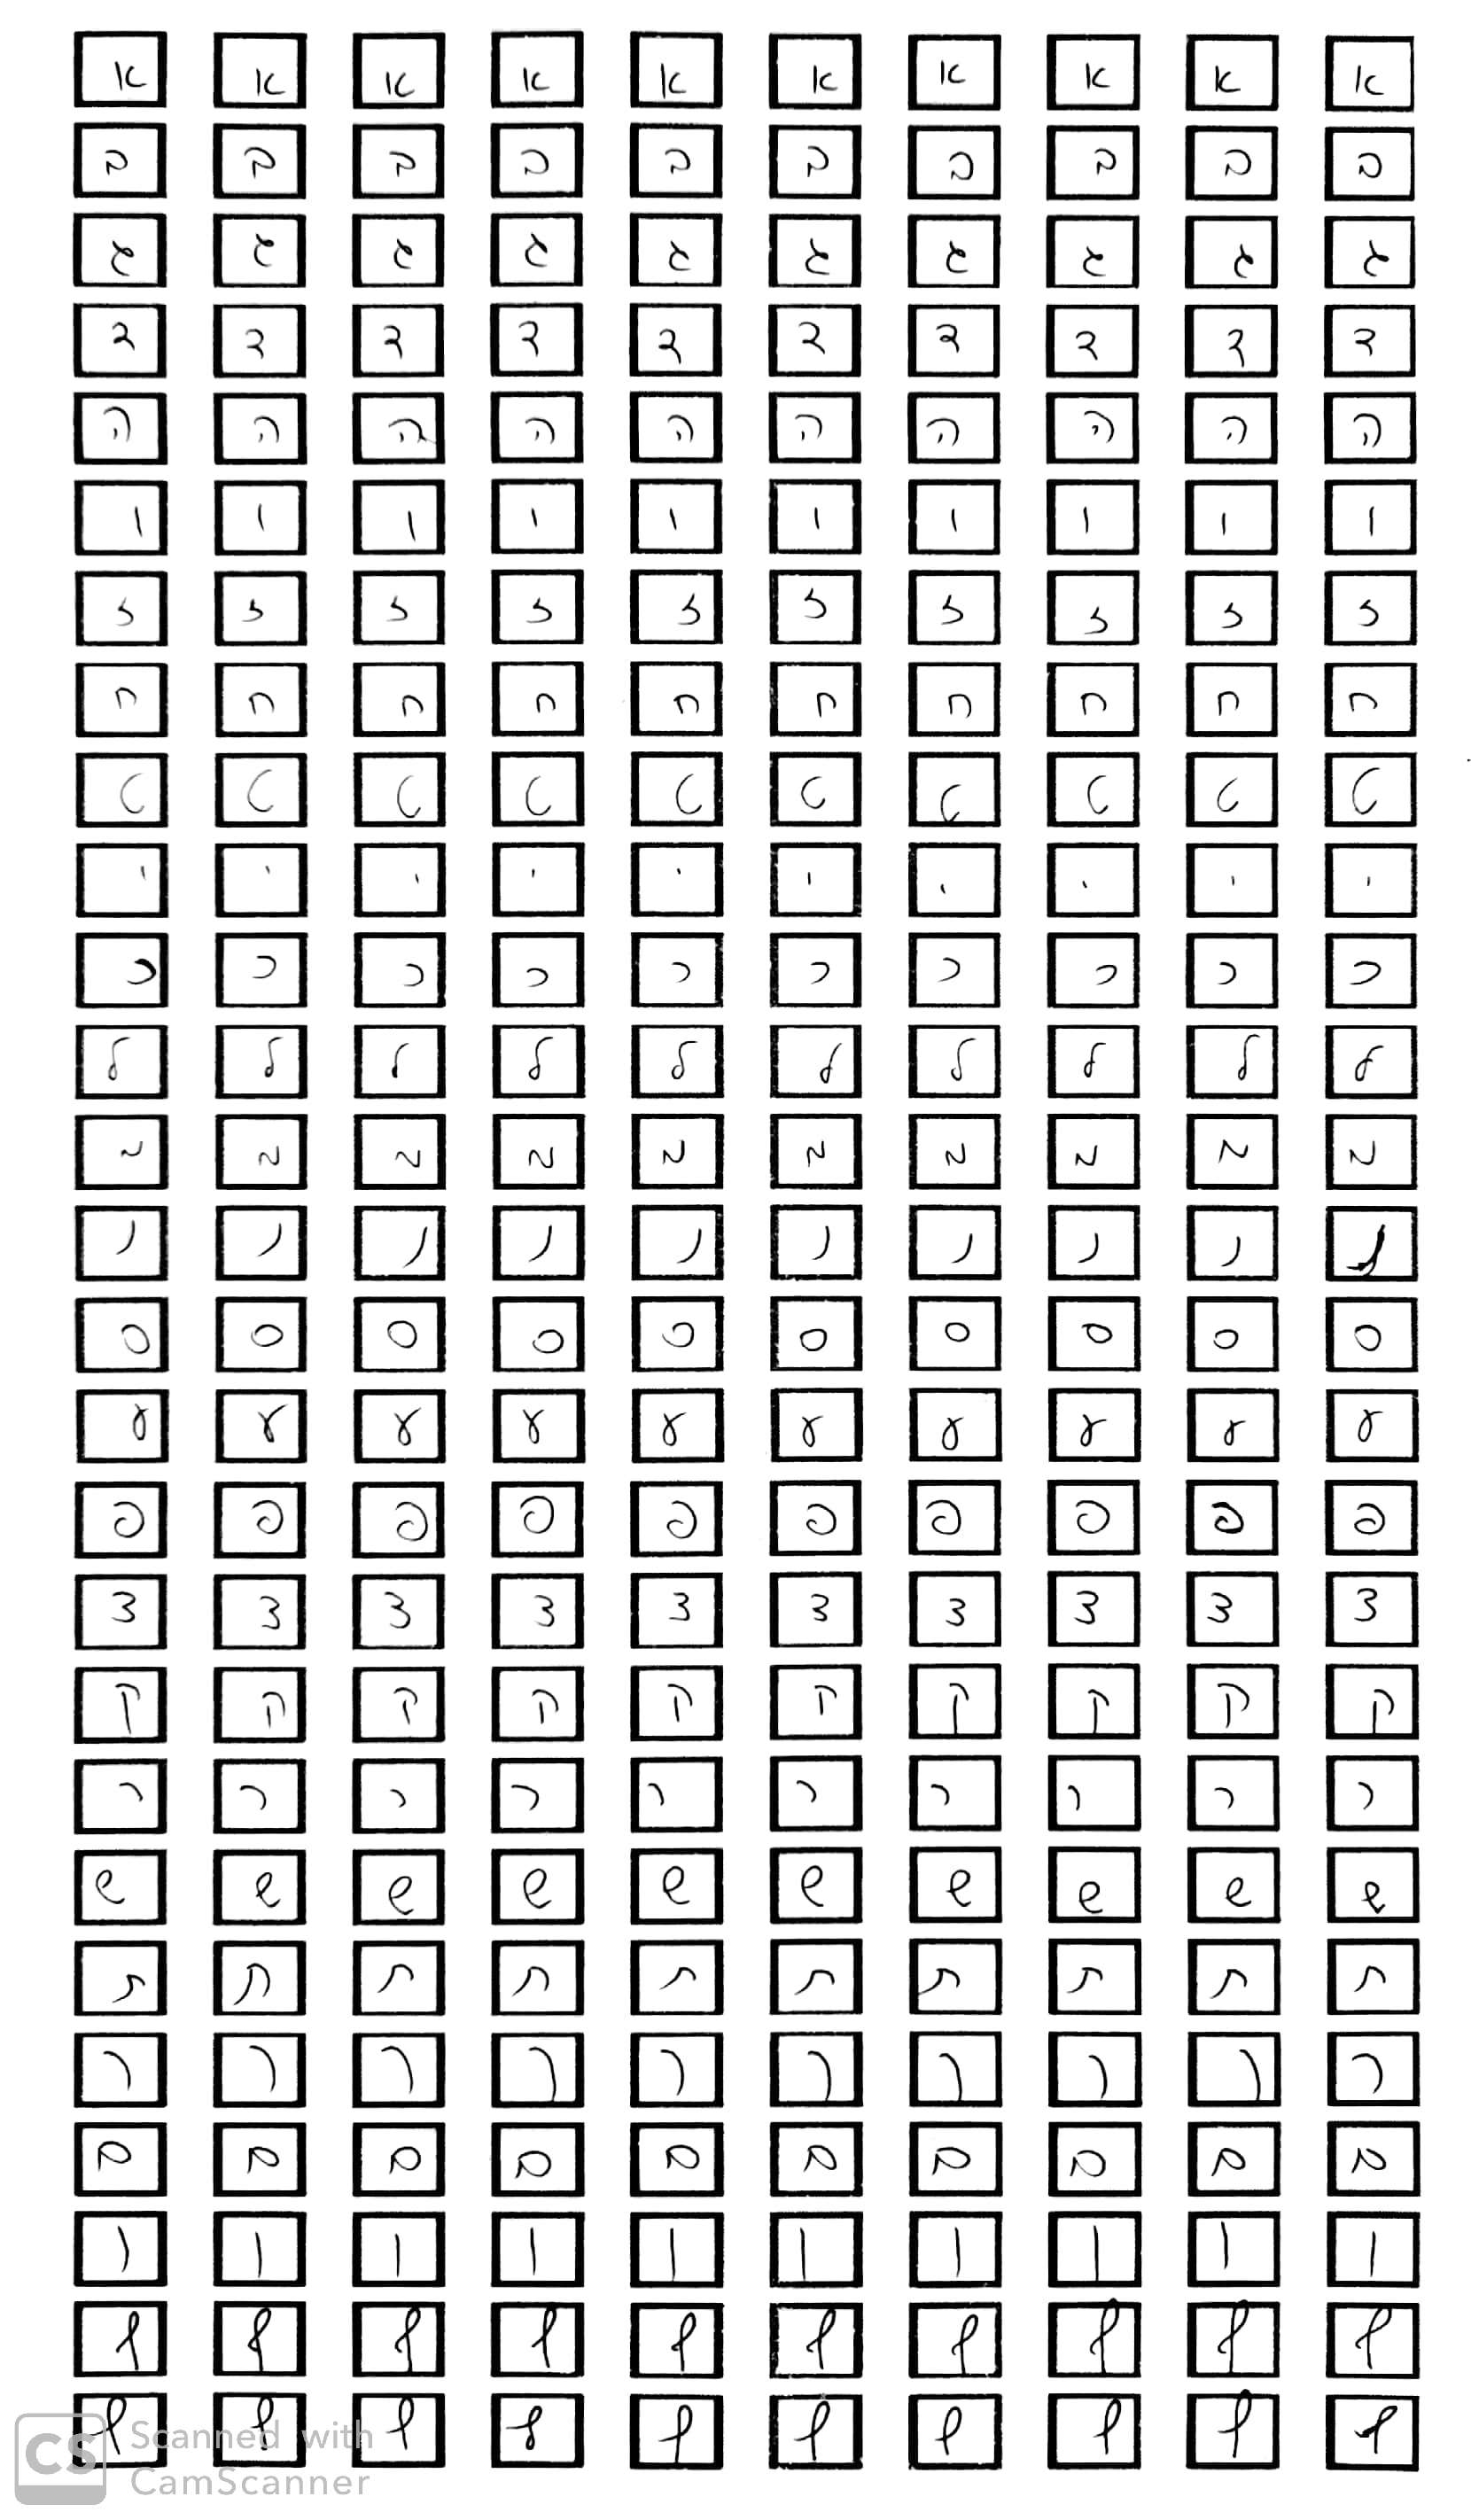 א א א א א א א א א א
ב ב ב ב ב ב ב ב ב ב
ג ג ג ג ג ג ג ג ג ג
ד ד ד ד ד ד ד ד ד ד
ה ה ה ה ה ה ה ה ה ה
ו ו ו ו ו ו ו ו ו ו
ז ז ז ז ז ז ז ז ז ז
ח ח ח ח ח ח ח ח ח ח
ט ט ט ט ט ט ט ט ט ט
י י י י י י י י י י
כ כ כ כ כ כ כ כ כ כ
ל ל ל ל ל ל ל ל ל ל
מ מ מ מ מ מ מ מ מ מ
נ נ נ נ נ נ נ נ נ נ
ס ס ס ס ס ס ס ס ס ס
ע ע ע ע ע ע ע ע ע ע
פ פ פ פ פ פ פ פ פ פ
צ צ צ צ צ צ צ צ צ צ
ק ק ק ק ק ק ק ק ק ק
ר ר ר ר ר ר ר ר ר ר
ש ש ש ש ש ש ש ש ש ש
ת ת ת ת ת ת ת ת ת ת
ך ך ך ך ך ך ך ך ך ך
ם ם ם ם ם ם ם ם ם ם
ן ן ן ן ן ן ן ן ן ן
ף ף ף ף ף ף ף ף ף ף
ץ ץ ץ ץ ץ ץ ץ ץ ץ ץ
CS Scanned with
CamScanner